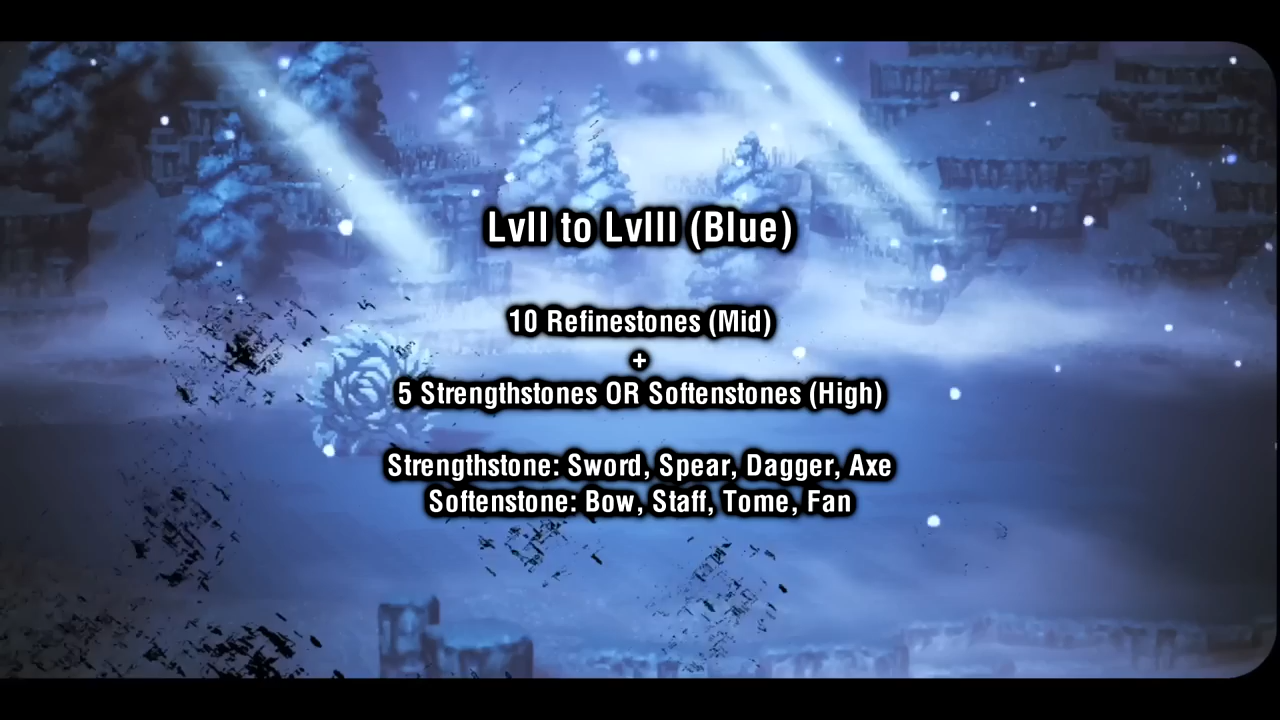 LvII to LvIII (Blue)
10 Refinestones (Mid)
+
5 Strengthstones OR Softenstones (High)
Strengthstone: Sword, Spear, Dagger, Axe
Softenstone: Bow, Staff, Tome, Fan